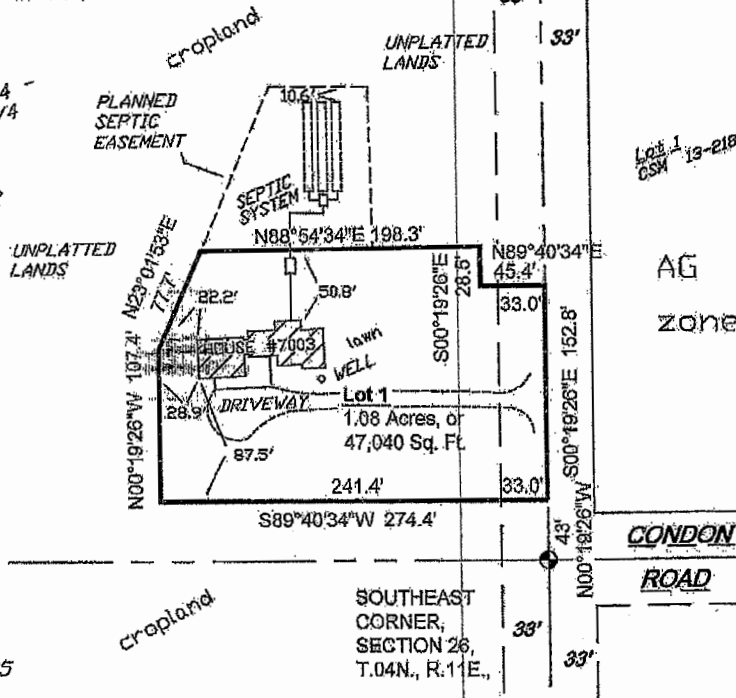 cropland
UNPLATTED
LANDS
33'
PLANNED
SEPTIC
EASEMENT
10.6'
Lot 1
CSM 13-218
SEPTIC
SYSTEM
UNPLATTED
LANDS
N23°01'53"E
77.7'
N88°54'34"E 198.3'
S00°19'26"E
28.5'
N89°40'34"E
45.4'
33.0'
AG
zone
22.2'
50.8'
HOUSE #7003
lawn
WELL
N00°19'26"W 107.4'
S00°19'26"E 152.8'
28.9'
DRIVEWAY
Lot 1
1.08 Acres, or
47,040 Sq. Ft.
87.5'
241.4'
33.0'
S89°40'34"W 274.4'
43'
N00°19'26"W
CONDON
ROAD
cropland
SOUTHEAST
CORNER,
SECTION 26,
T.04N., R.11E.,
33'
33'